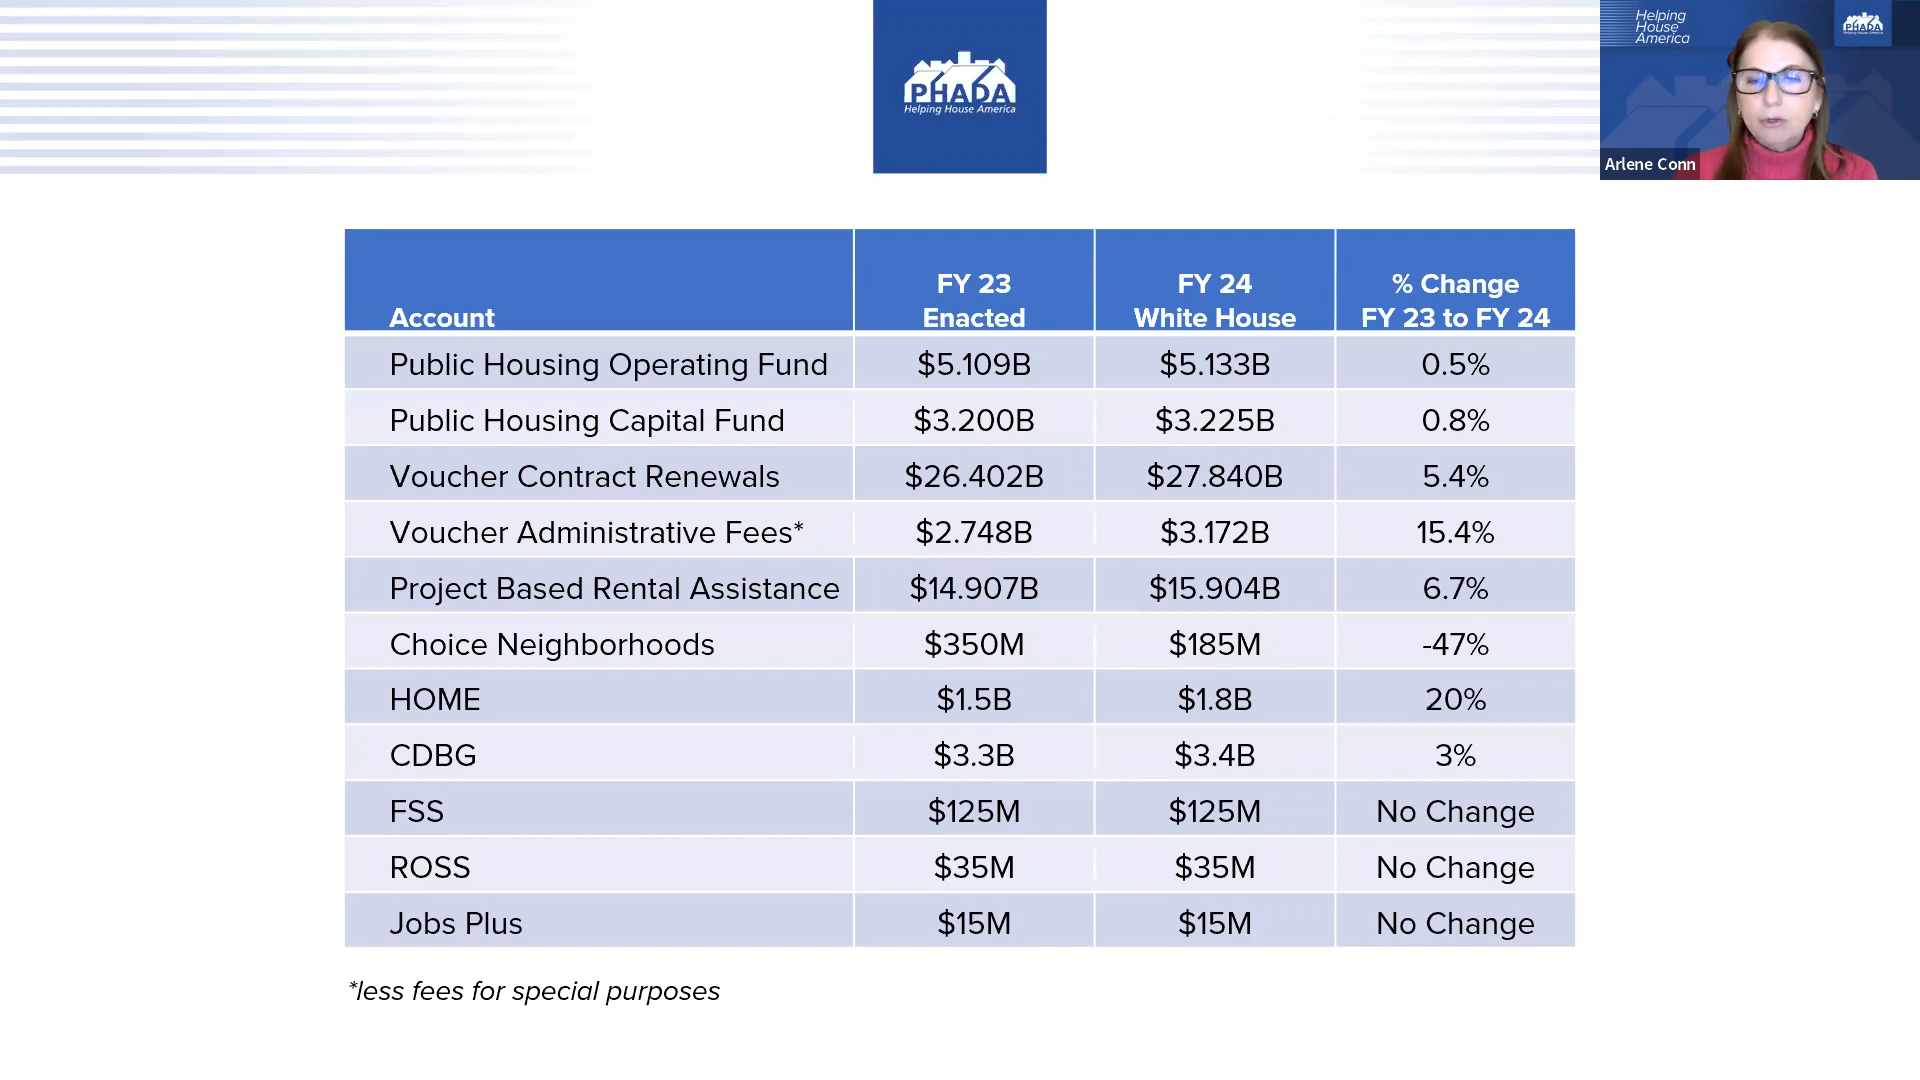 PHADA
Helping House America
Helping
House
America
PHADA
Arlene Conn
Account
FY 23 Enacted
FY 24 White House
% Change FY 23 to FY 24
Public Housing Operating Fund $5.109B $5.133B 0.5%
Public Housing Capital Fund $3.200B $3.225B 0.8%
Voucher Contract Renewals $26.402B $27.840B 5.4%
Voucher Administrative Fees* $2.748B $3.172B 15.4%
Project Based Rental Assistance $14.907B $15.904B 6.7%
Choice Neighborhoods $350M $185M -47%
HOME $1.5B $1.8B 20%
CDBG $3.3B $3.4B 3%
FSS $125M $125M No Change
ROSS $35M $35M No Change
Jobs Plus $15M $15M No Change
*less fees for special purposes